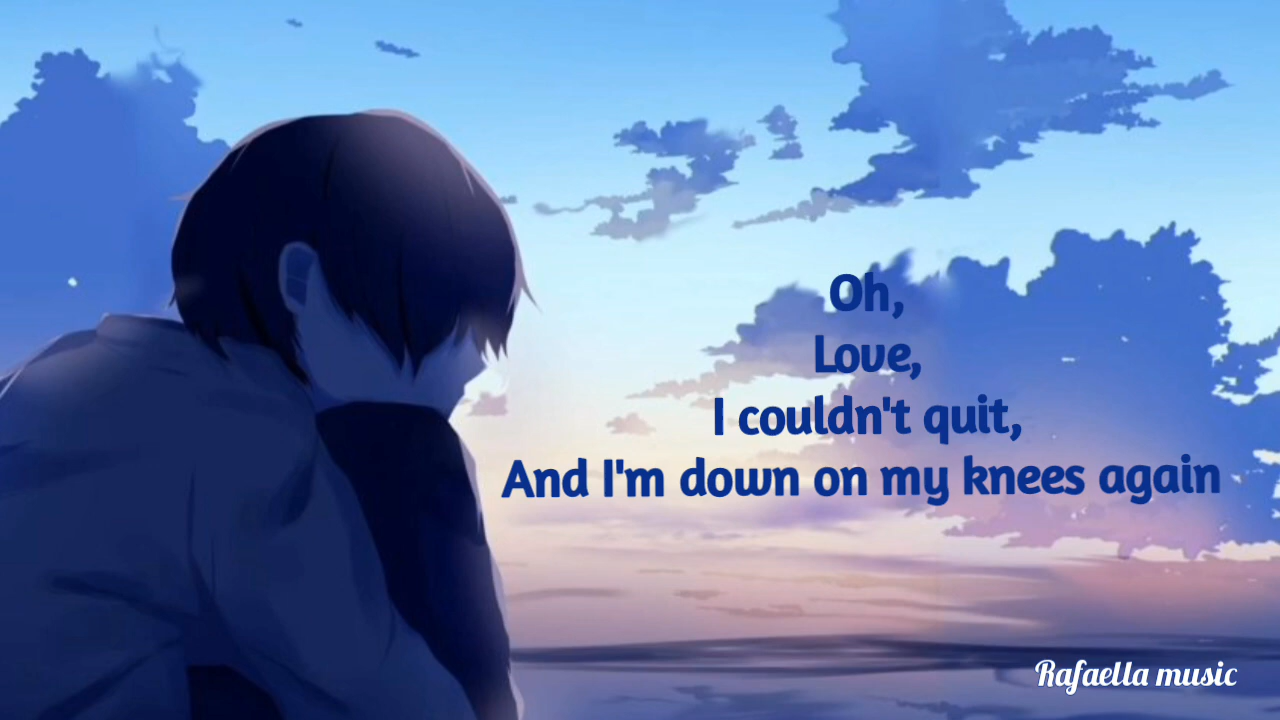 Oh,
Love,
I couldn't quit,
And I'm down on my knees again
Rafaella music